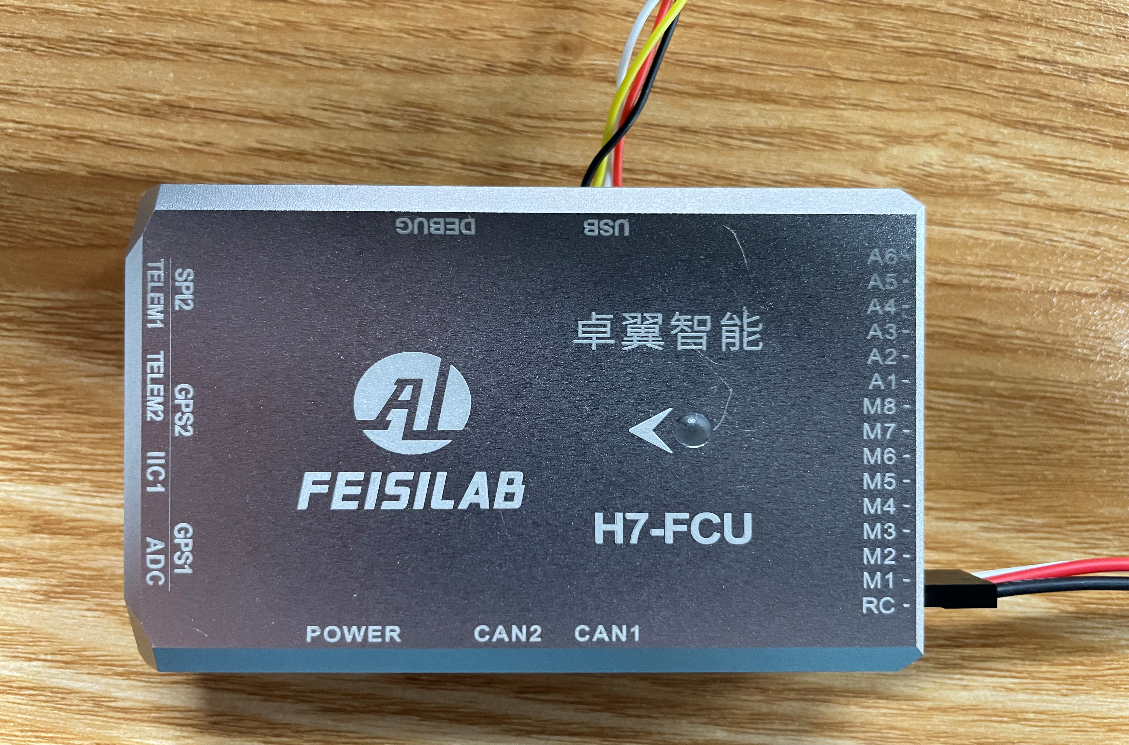 DEBUG
USB
SPI2
TELEM1
GPS2
TELEM2
IIC1
GPS1
ADC
卓翼智能
AI
FEISILAB
H7-FCU
A6-
A5-
A4-
A3-
A2-
A1-
M8-
M7-
M6-
M5-
M4-
M3-
M2-
M1-
RC-
POWER
CAN2
CAN1